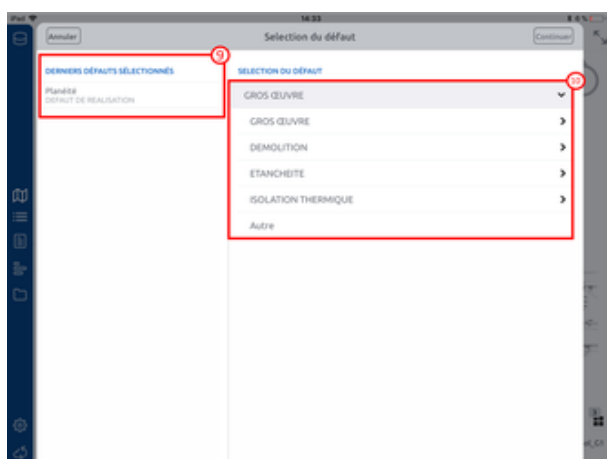 iPad
14:33
Annuler
Selection du défaut
Continuer
9
DERNIERS DÉFAUTS SÉLECTIONNÉS
Planéité
DEFAUT DE REALISATION
SELECTION DU DÉFAUT
10
GROS ŒUVRE
GROS ŒUVRE
DEMOLITION
ETANCHEITE
ISOLATION THERMIQUE
Autre